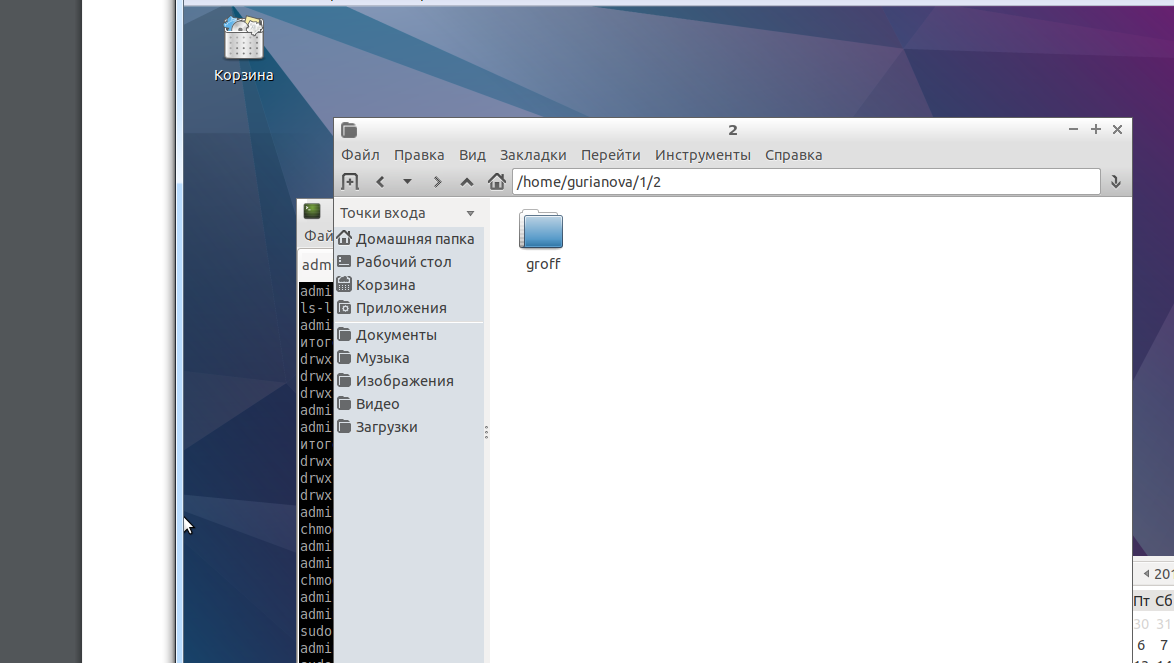 Корзина
2
Файл Правка Вид Закладки Перейти Инструменты Справка
/home/gurianova/1/2
Точки входа
Домашняя папка
Рабочий стол
Корзина
Приложения
Документы
Музыка
Изображения
Видео
Загрузки
groff
Фай
adm
admi
ls-l
admi
итог
drwx
drwx
drwx
admi
admi
итог
drwx
drwx
drwx
admi
chmo
admi
admi
chmo
admi
admi
sudo
admi
201
Пт Сб
30 31
6 7